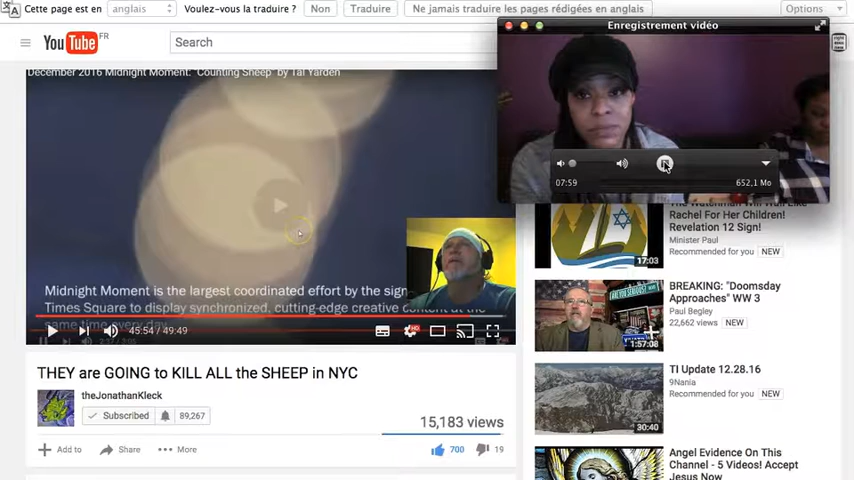 Cette page est en anglais Voulez-vous la traduire ? Non Traduire Ne jamais traduire les pages rédigées en anglais Options
YouTube FR
Search
Enregistrement vidéo
07:59 652,1 Mo
December 2016 Midnight Moment: "Counting Sheep" by Tal Yarden
Midnight Moment is the largest coordinated effort by the sign
Times Square to display synchronized, cutting-edge creative content
same time every day.
45:54 / 49:49
HD
THEY are GOING to KILL ALL the SHEEP in NYC
theJonathanKleck
Subscribed 89,267
15,183 views
Add to Share More 700 19
Rachel For Her Children!
Revelation 12 Sign!
Minister Paul
Recommended for you NEW
17:03
BREAKING: "Doomsday
Approaches" WW 3
Paul Begley
22,662 views NEW
1:57:08
TI Update 12.28.16
9Nania
Recommended for you NEW
30:40
Angel Evidence On This
Channel - 5 Videos! Accept
Jesus Now